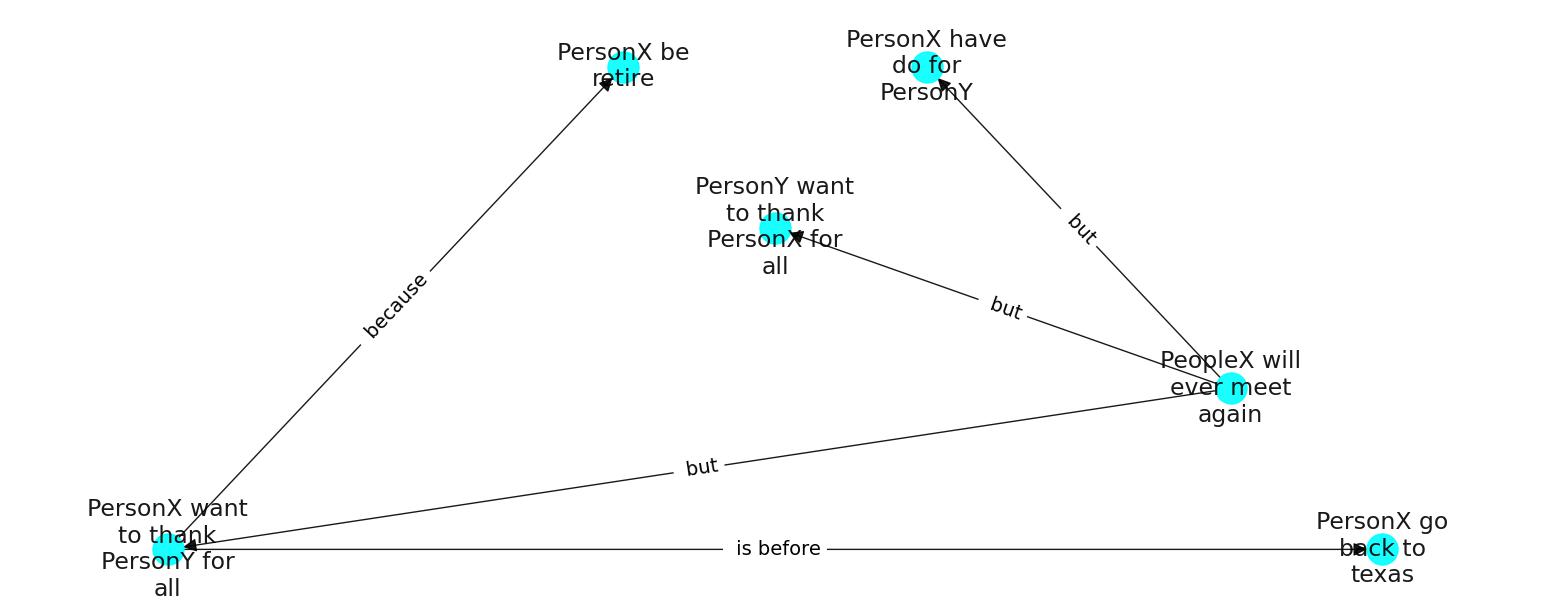 PersonX be
retire
PersonX have
do for
PersonY
PersonY want
to thank
PersonX for
all
but
because
but
PeopleX will
ever meet
again
but
PersonX want
to thank
PersonY for
all
is before
PersonX go
back to
texas